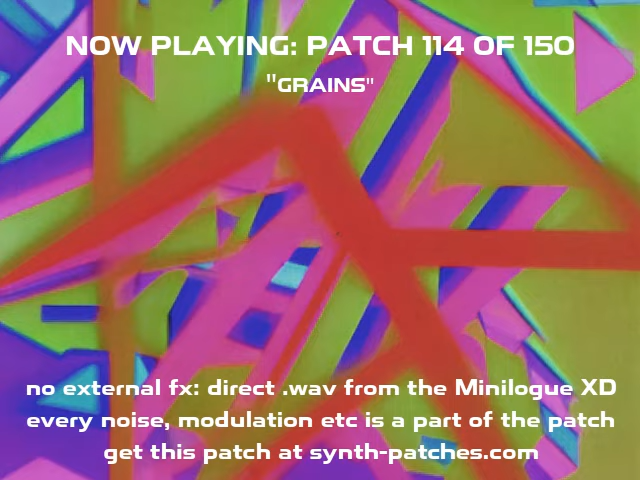 NOW PLAYING: PATCH 114 OF 150
"GRAINS"
no external fx: direct .wav from the Minilogue XD
every noise, modulation etc is a part of the patch
get this patch at synth-patches.com